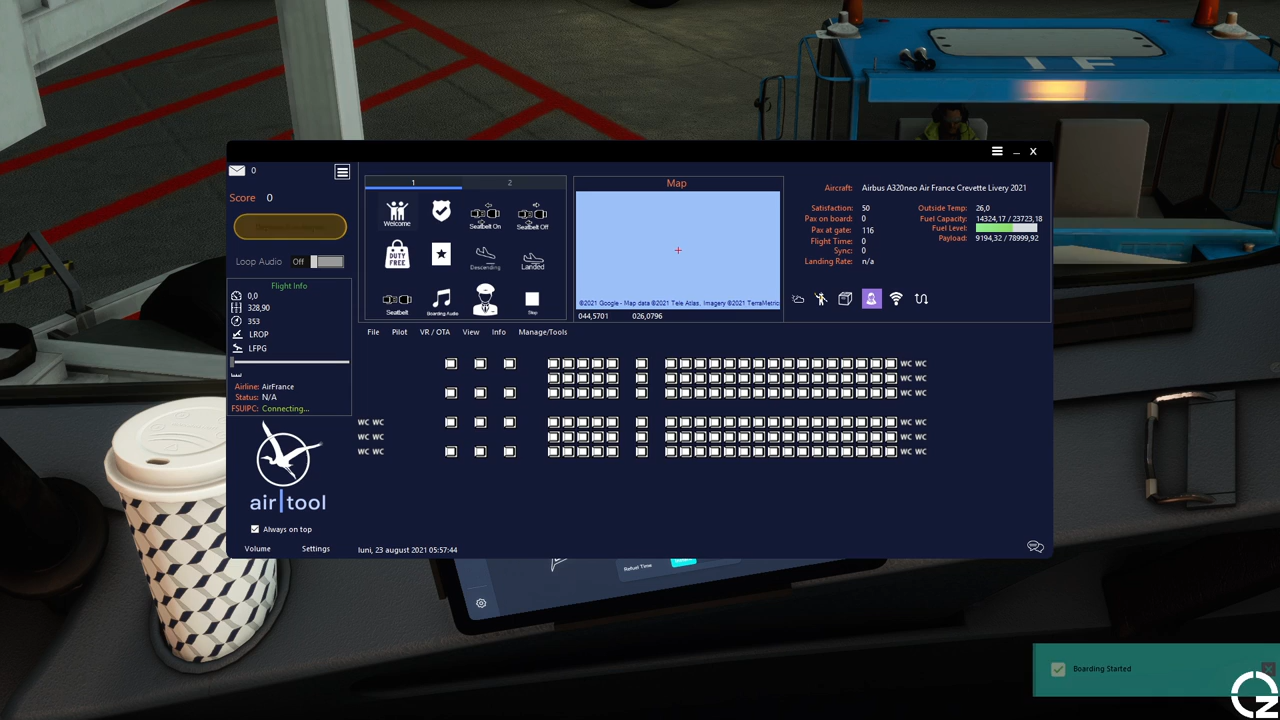 0
Score 0
Loop Audio Off
Flight Info
0,0
328,90
353
LROP
LFPG
Airline: AirFrance
Status: N/A
FSUIPC: Connecting...
air|tool
Always on top
Volume Settings
1 2
Welcome
Seatbelt On
Seatbelt Off
DUTY FREE
Descending
Landed
Seatbelt
Boarding Audio
Stop
Map
©2021 Google - Map data ©2021 Tele Atlas, Imagery ©2021 TerraMetric
044,5701 026,0796
Aircraft: Airbus A320neo Air France Crevette Livery 2021
Satisfaction: 50
Pax on board: 0
Pax at gate: 116
Flight Time: 0
Sync: 0
Landing Rate: n/a
Outside Temp: 26,0
Fuel Capacity: 14324,17 / 23723,18
Fuel Level:
Payload: 9194,32 / 78999,92
File Pilot VR / OTA View Info Manage/Tools
WC WC
WC WC
WC WC
WC WC WC WC
WC WC WC WC
WC WC WC WC
luni, 23 august 2021 05:57:44
X
Refuel Time
Boarding Started